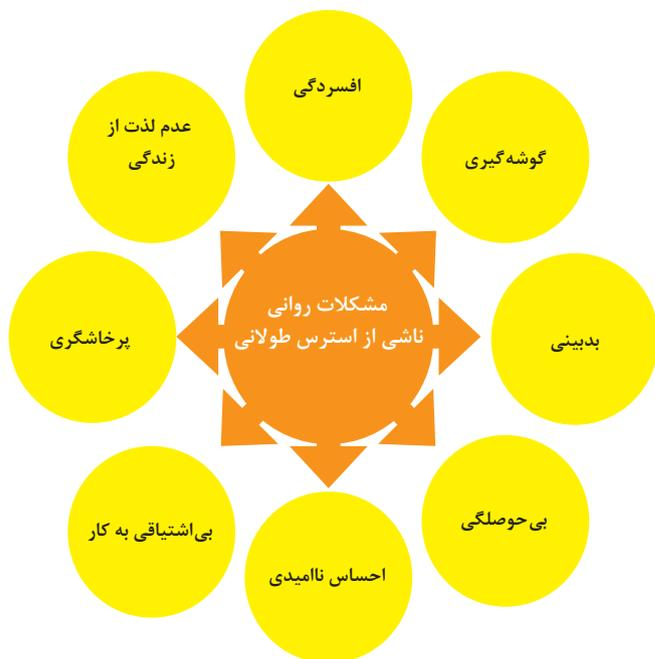 افسردگی
گوشه‌گیری
بدبینی
بی‌حوصلگی
احساس ناامیدی
بی‌اشتیاقی به کار
پرخاشگری
عدم لذت از
زندگی
مشکلات روانی
ناشی از استرس طولانی